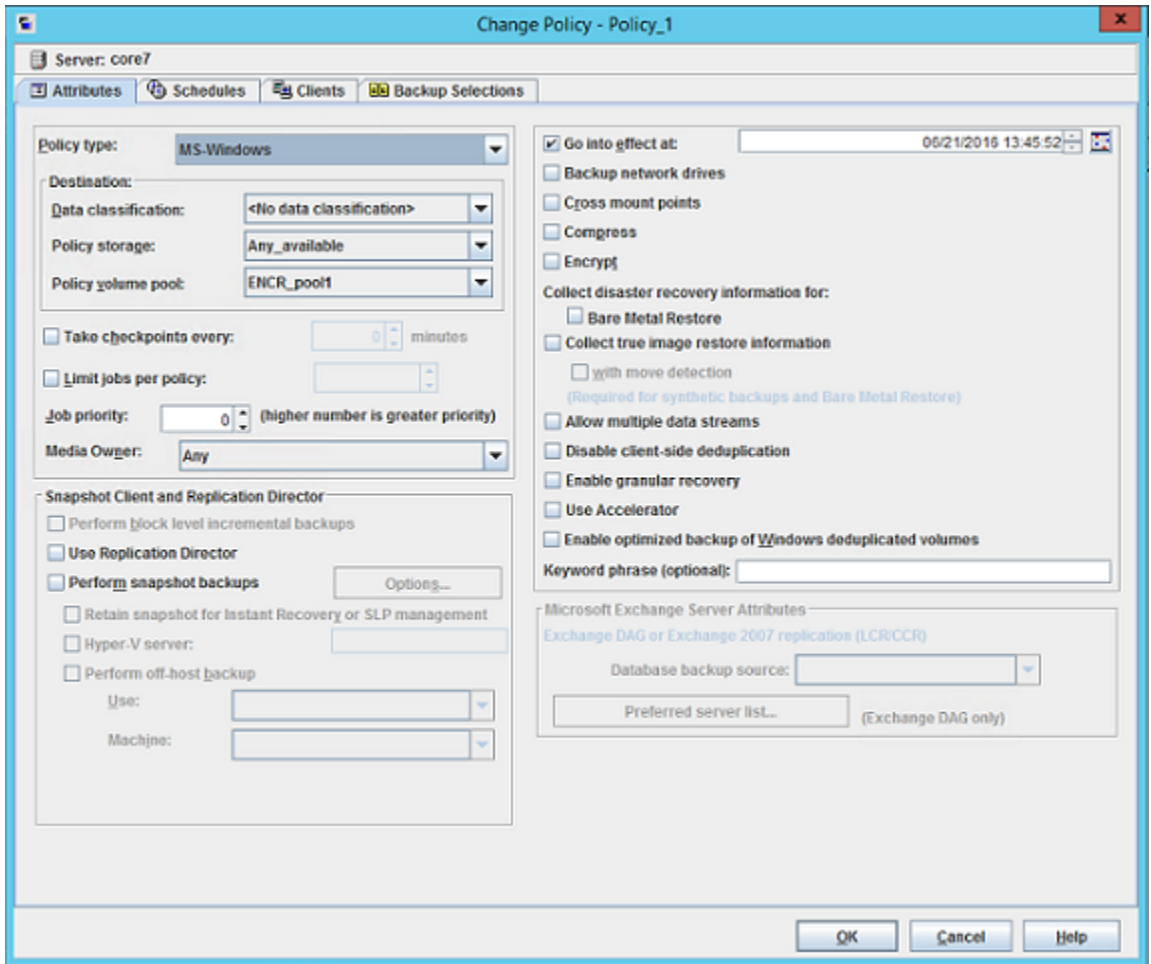 Change Policy - Policy_1
x
Server: core7
Attributes
Schedules
Clients
Backup Selections
Policy type:
MS-Windows
Destination:
Data classification:
<No data classification>
Policy storage:
Any_available
Policy volume pool:
ENCR_pool1
Take checkpoints every:
0
minutes
Limit jobs per policy:
Job priority:
0
(higher number is greater priority)
Media Owner:
Any
Snapshot Client and Replication Director
Perform block level incremental backups
Use Replication Director
Perform snapshot backups
Options...
Retain snapshot for Instant Recovery or SLP management
Hyper-V server:
Perform off-host backup
Use:
Machine:
Go into effect at:
06/21/2016 13:45:52
Backup network drives
Cross mount points
Compress
Encrypt
Collect disaster recovery information for:
Bare Metal Restore
Collect true image restore information
with move detection
(Required for synthetic backups and Bare Metal Restore)
Allow multiple data streams
Disable client-side deduplication
Enable granular recovery
Use Accelerator
Enable optimized backup of Windows deduplicated volumes
Keyword phrase (optional):
Microsoft Exchange Server Attributes
Exchange DAG or Exchange 2007 replication (LCR/CCR)
Database backup source:
Preferred server list...
(Exchange DAG only)
OK
Cancel
Help